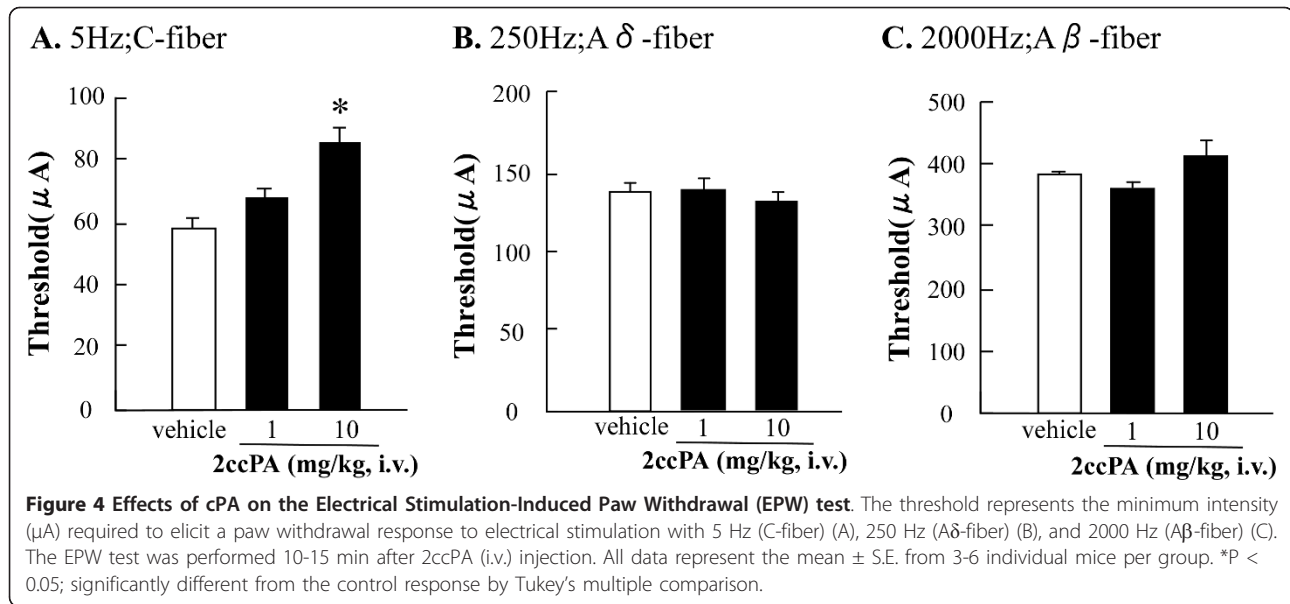 A. 5Hz;C-fiber
Threshold(μA)
100
80
60
40
20
0
*
vehicle 1 10
2ccPA (mg/kg, i.v.)
B. 250Hz;Aδ-fiber
Threshold(μA)
200
150
100
50
0
vehicle 1 10
2ccPA (mg/kg, i.v.)
C. 2000Hz;Aβ-fiber
Threshold(μA)
500
400
300
200
100
0
vehicle 1 10
2ccPA (mg/kg, i.v.)
Figure 4 Effects of cPA on the Electrical Stimulation-Induced Paw Withdrawal (EPW) test. The threshold represents the minimum intensity
(μA) required to elicit a paw withdrawal response to electrical stimulation with 5 Hz (C-fiber) (A), 250 Hz (Aδ-fiber) (B), and 2000 Hz (Aβ-fiber) (C).
The EPW test was performed 10-15 min after 2ccPA (i.v.) injection. All data represent the mean ± S.E. from 3-6 individual mice per group. *P <
0.05; significantly different from the control response by Tukey's multiple comparison.